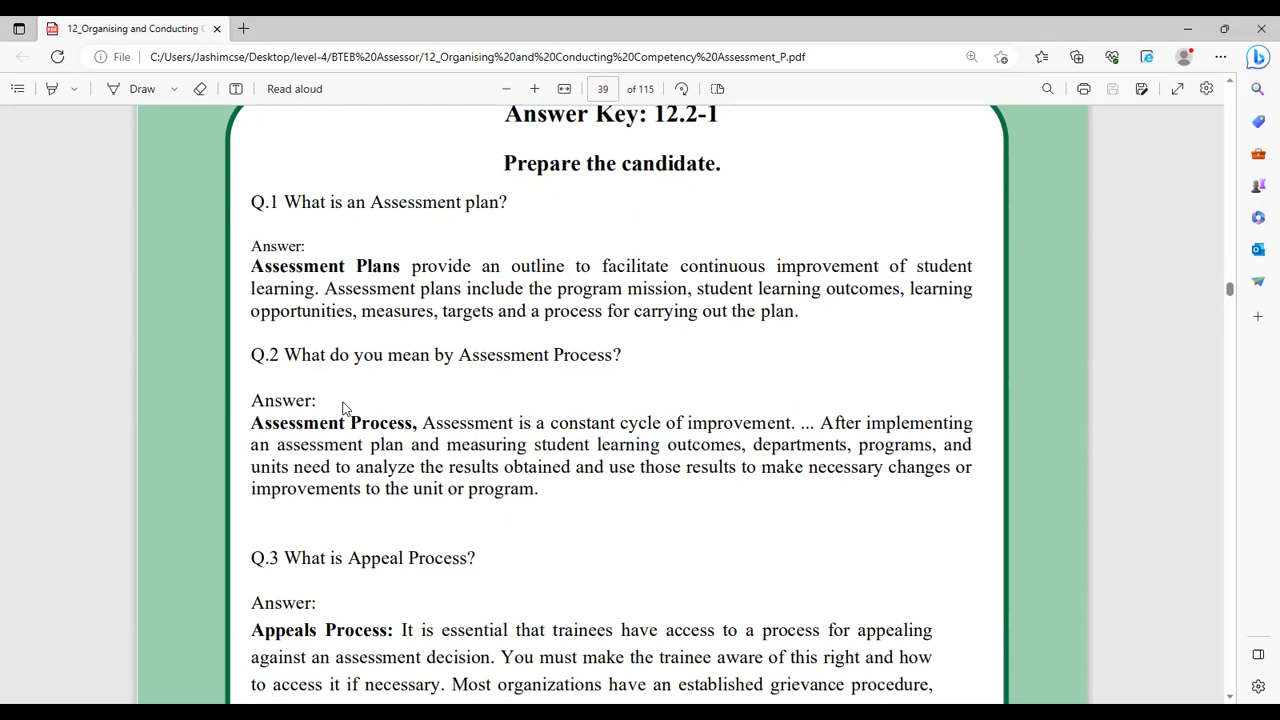 12_Organising and Conducting C
File
C:/Users/Jashimcse/Desktop/level-4/BTEB%20Assessor/12_Organising%20and%20Conducting%20Competency%20Assessment_P.pdf
Draw
Read aloud
39
of 115
Answer Key: 12.2-1
Prepare the candidate.
Q.1 What is an Assessment plan?
Answer:
Assessment Plans provide an outline to facilitate continuous improvement of student
learning. Assessment plans include the program mission, student learning outcomes, learning
opportunities, measures, targets and a process for carrying out the plan.
Q.2 What do you mean by Assessment Process?
Answer:
Assessment Process, Assessment is a constant cycle of improvement. ... After implementing
an assessment plan and measuring student learning outcomes, departments, programs, and
units need to analyze the results obtained and use those results to make necessary changes or
improvements to the unit or program.
Q.3 What is Appeal Process?
Answer:
Appeals Process: It is essential that trainees have access to a process for appealing
against an assessment decision. You must make the trainee aware of this right and how
to access it if necessary. Most organizations have an established grievance procedure,